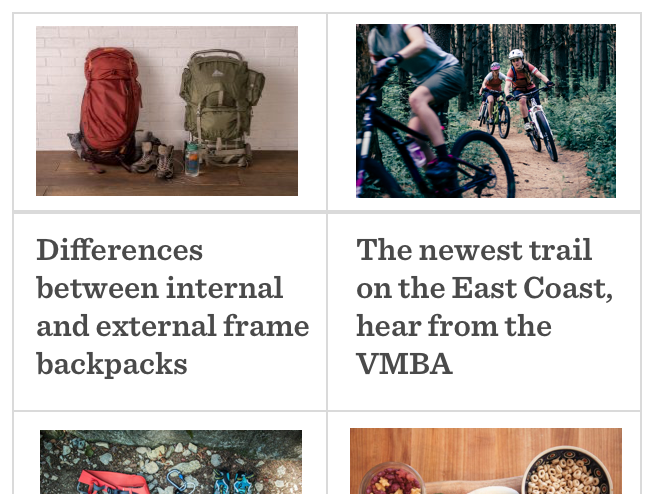 Differences
between internal
and external frame
backpacks
The newest trail
on the East Coast,
hear from the
VMBA